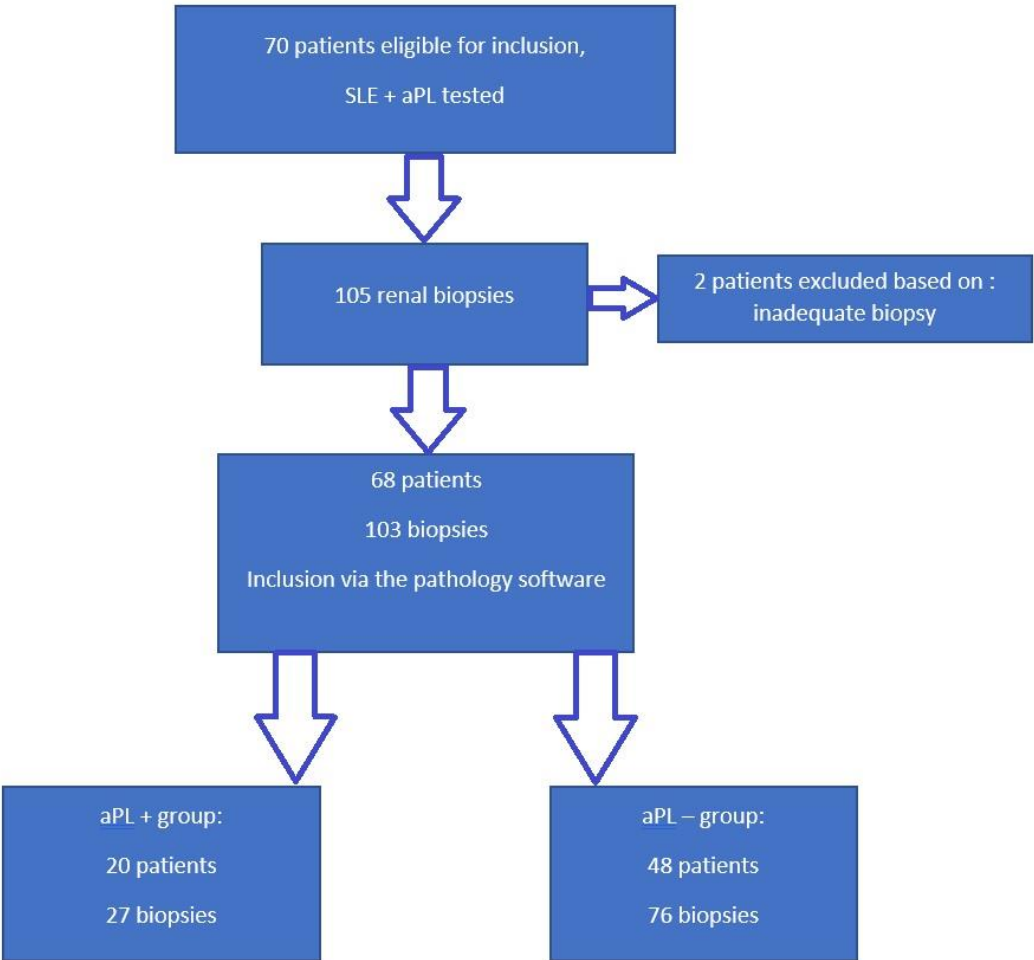 70 patients eligible for inclusion,
SLE + aPL tested
105 renal biopsies
2 patients excluded based on :
inadequate biopsy
68 patients
103 biopsies
Inclusion via the pathology software
aPL + group:
20 patients
27 biopsies
aPL – group:
48 patients
76 biopsies